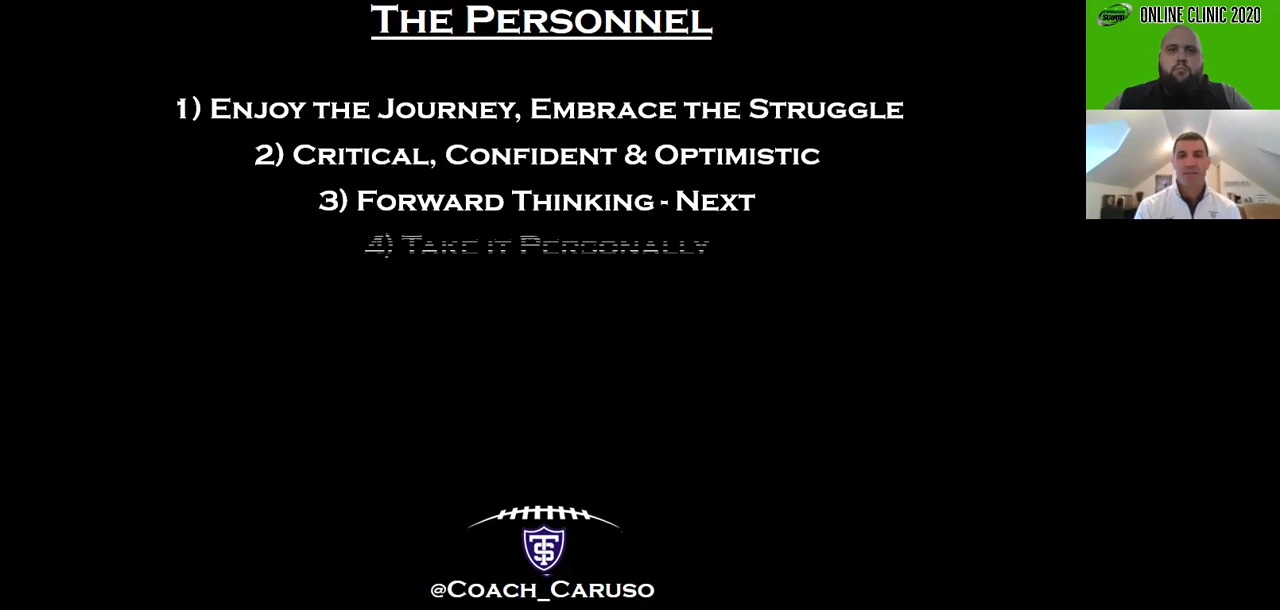 The Personnel
1) Enjoy the Journey, Embrace the Struggle
2) Critical, Confident & Optimistic
3) Forward Thinking - Next
4) Take it Personally
@Coach_Caruso
ONLINE CLINIC 2020